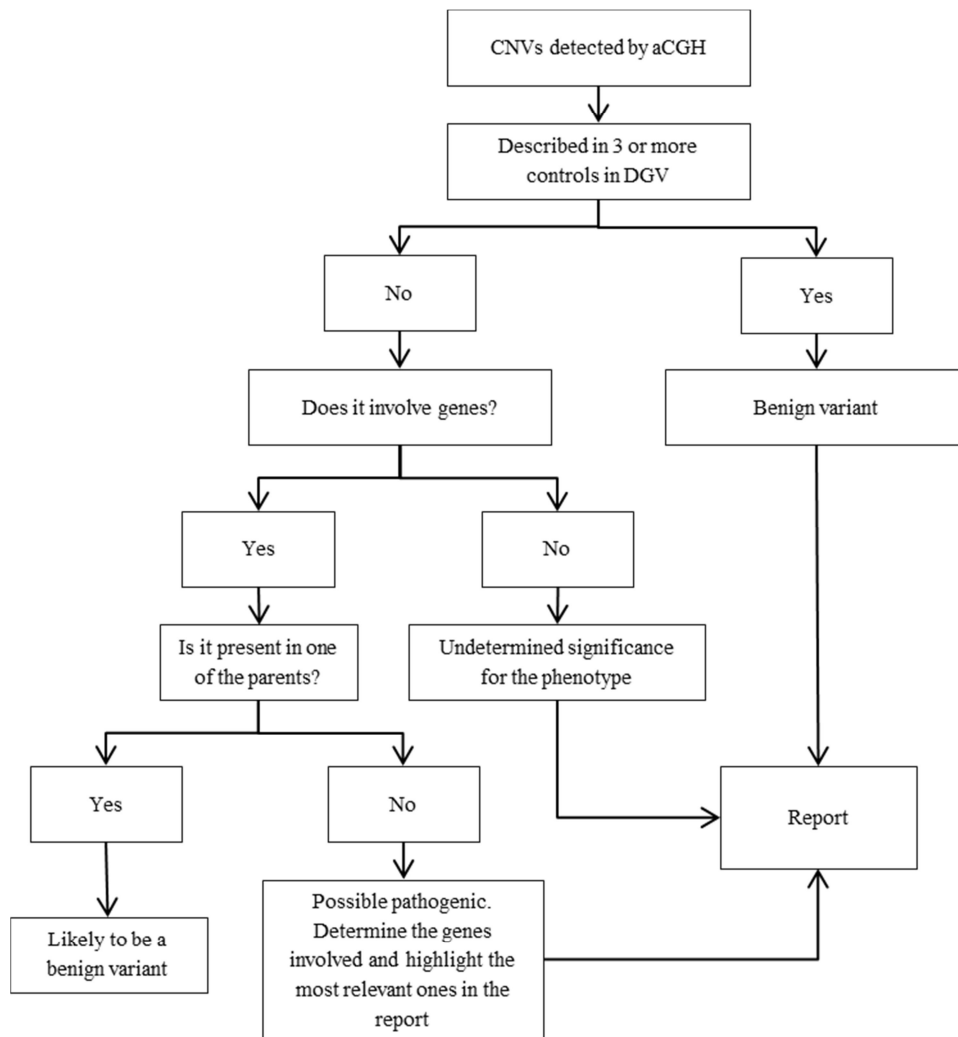 CNVs detected by aCGH
Described in 3 or more
controls in DGV
No
Yes
Does it involve genes?
Benign variant
Yes
No
Is it present in one
of the parents?
Undetermined significance
for the phenotype
Yes
No
Report
Likely to be a
benign variant
Possible pathogenic.
Determine the genes
involved and highlight the
most relevant ones in the
report